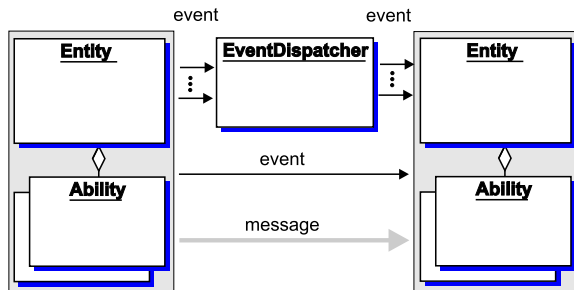 event
event
Entity
EventDispatcher
Entity
event
Ability
Ability
message